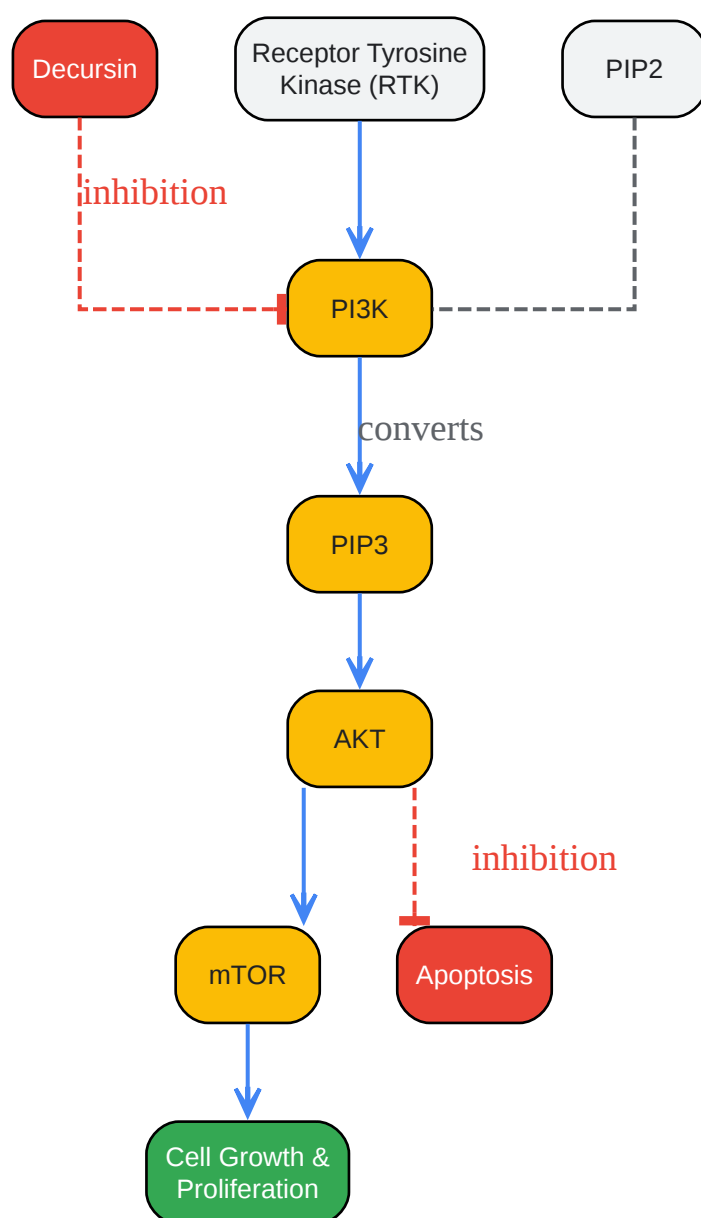 Decursin
Receptor Tyrosine
Kinase (RTK)
PIP2
inhibition
PI3K
converts
PIP3
AKT
inhibition
mTOR
Apoptosis
Cell Growth &
Proliferation